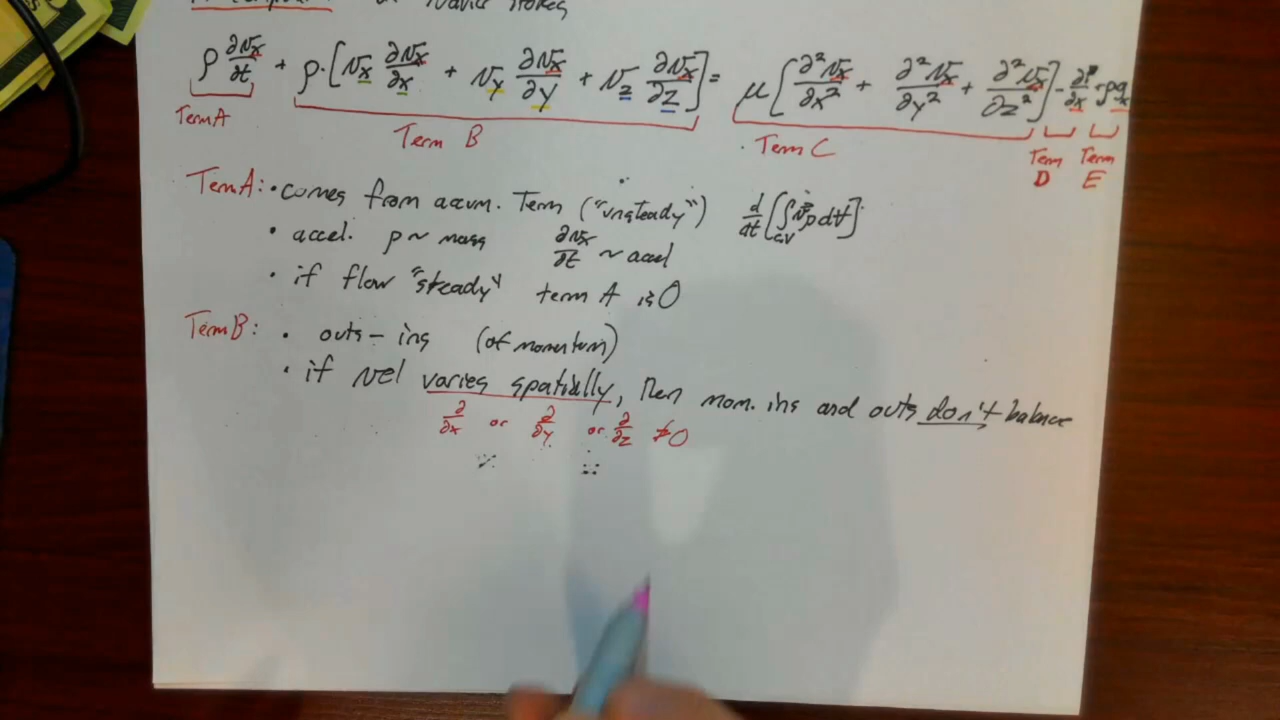 Navier Stokes
ρ ∂vx/∂t + ρ·[vx ∂vx/∂x + vy ∂vx/∂y + vz ∂vx/∂z] = μ[∂²vx/∂x² + ∂²vx/∂y² + ∂²vx/∂z²] - ∂P/∂x + ρgx
Term A Term B Term C Term D Term E
Term A: • comes from accum. Term ("unsteady") d/dt[∫c.v v⃗ρ dV]
• accel. ρ ~ mass ∂vx/∂t ~ accel
• if flow "steady" term A is 0
Term B: • outs - ins (of momentum)
• if vel varies spatially, then mom. ins and outs don't balance
∂/∂x or ∂/∂y or ∂/∂z ≠ 0